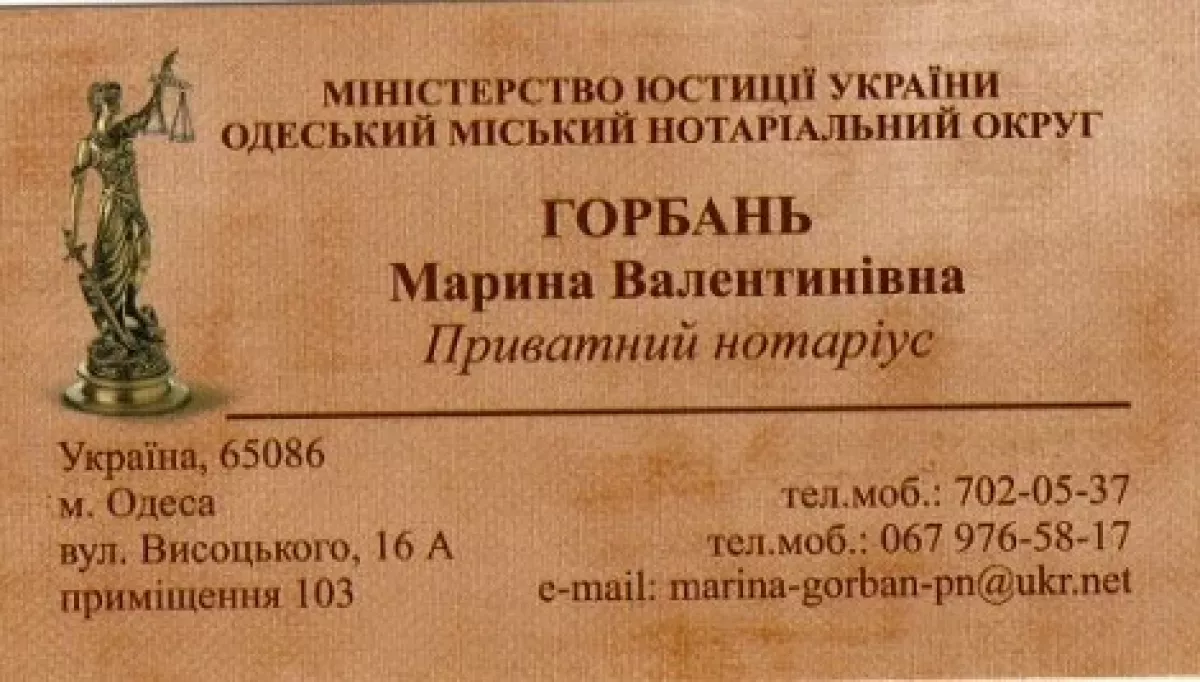 МІНІСТЕРСТВО ЮСТИЦІЇ УКРАЇНИ
ОДЕСЬКИЙ МІСЬКИЙ НОТАРІАЛЬНИЙ ОКРУГ
ГОРБАНЬ
Марина Валентинівна
Приватний нотаріус
Україна, 65086
м. Одеса
вул. Висоцького, 16 А
приміщення 103
тел.моб.: 702-05-37
тел.моб.: 067 976-58-17
e-mail: marina-gorban-pn@ukr.net